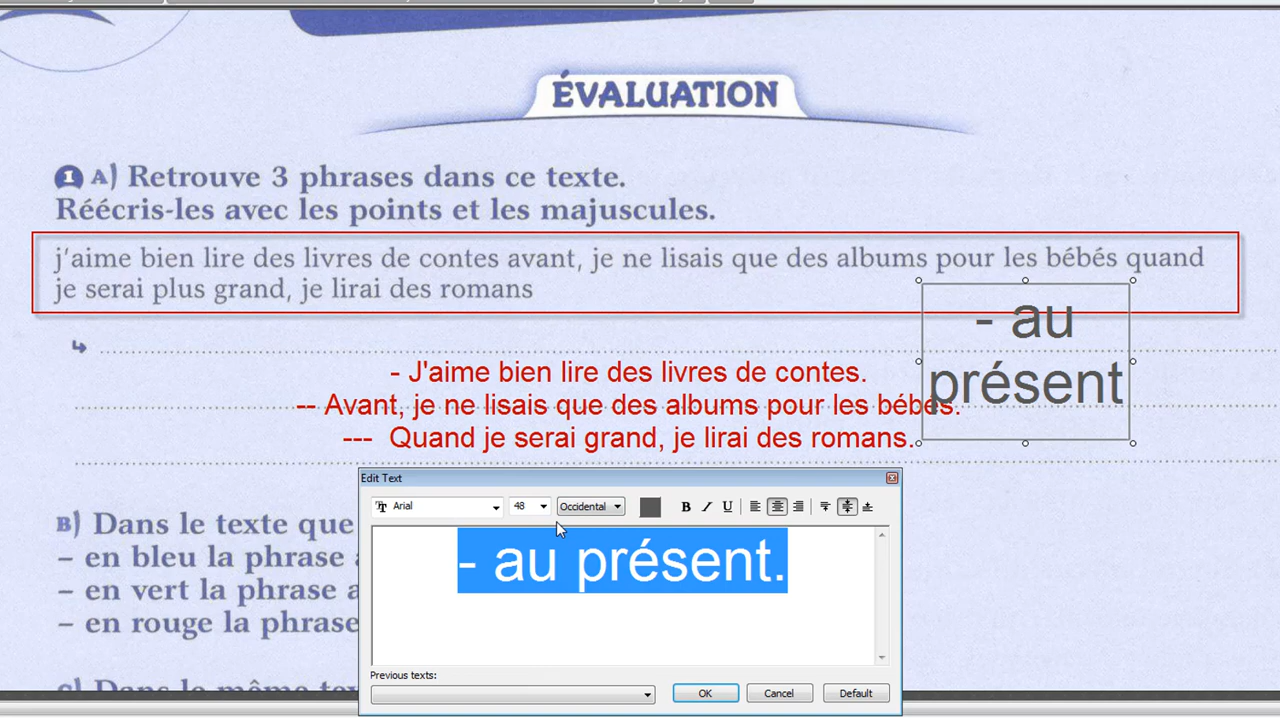 ÉVALUATION
1 A) Retrouve 3 phrases dans ce texte.
Réécris-les avec les points et les majuscules.
j'aime bien lire des livres de contes avant, je ne lisais que des albums pour les bébés quand
je serai plus grand, je lirai des romans
- au
présent
- J'aime bien lire des livres de contes.
-- Avant, je ne lisais que des albums pour les bébés.
--- Quand je serai grand, je lirai des romans.
B) Dans le texte que
– en bleu la phrase
– en vert la phrase
– en rouge la phrase
Edit Text
Arial
48
Occidental
B I U
- au présent.
Previous texts:
OK
Cancel
Default